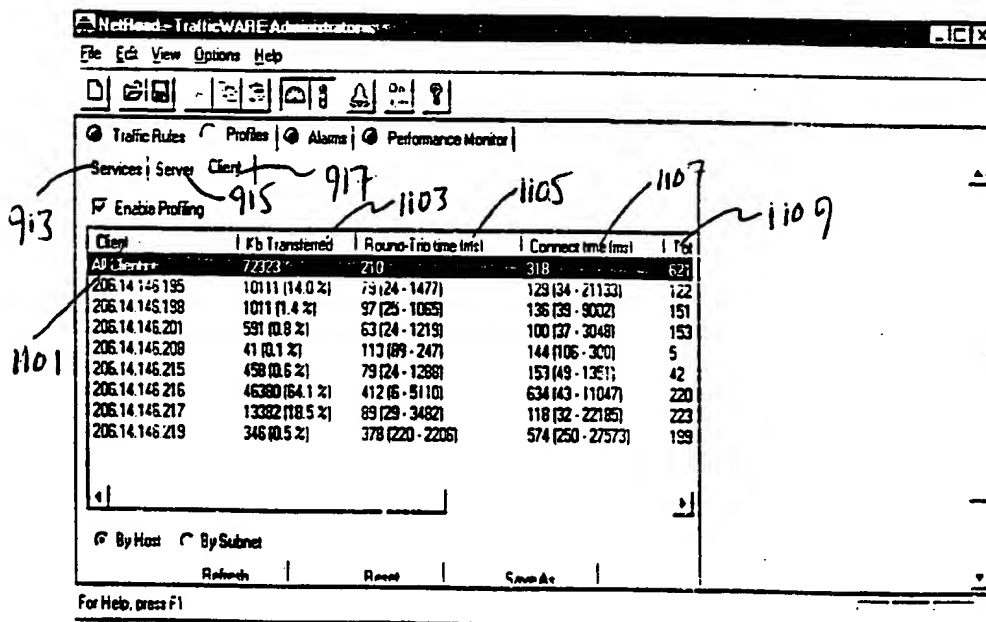 NetRoad - TrafficWARE Administrator
File Edit View Options Help
Traffic Rules Profiles Alarms Performance Monitor
Services Server Client
913 915 917 1103 1105 1107 1109
Enable Profiling
Client Kb Transferred Round-Trip time (ms) Connect time (ms) Tot
All Clients 72323 210 318 621
206.14.146.195 10111 (14.0 %) 79 (24 - 1477) 129 (34 - 21133) 122
206.14.146.198 1011 (1.4 %) 97 (25 - 1065) 136 (39 - 9002) 151
206.14.146.201 591 (0.8 %) 63 (24 - 1219) 100 (37 - 3048) 153
206.14.146.208 41 (0.1 %) 113 (89 - 247) 144 (106 - 300) 5
206.14.146.215 458 (0.6 %) 79 (24 - 1288) 153 (49 - 1351) 42
206.14.146.216 46380 (64.1 %) 412 (6 - 5110) 634 (43 - 11047) 220
206.14.146.217 13382 (18.5 %) 89 (29 - 3482) 118 (32 - 22185) 223
206.14.146.219 346 (0.5 %) 378 (220 - 2206) 574 (250 - 27573) 199
1101
By Host By Subnet
Refresh Reset Save As
For Help, press F1